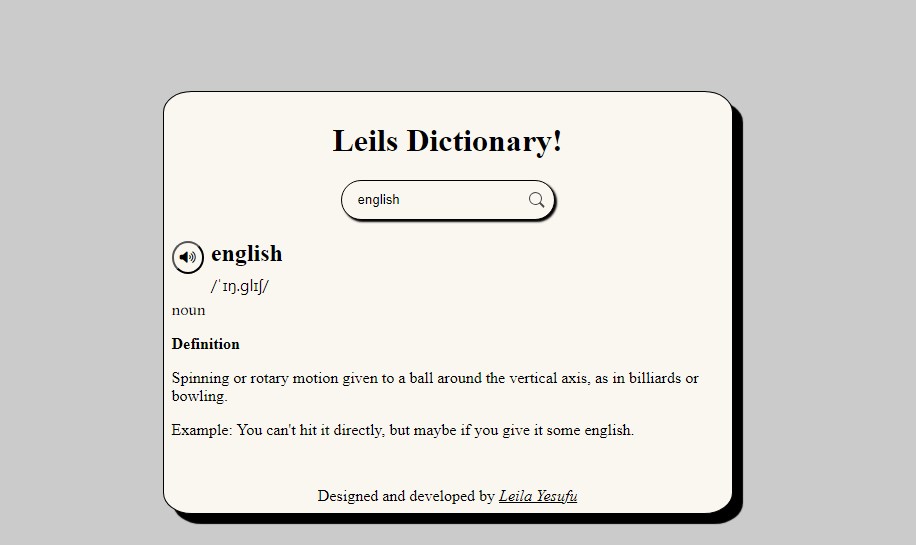 Leils Dictionary!
english
english
/ˈɪŋ.ɡlɪʃ/
noun
Definition
Spinning or rotary motion given to a ball around the vertical axis, as in billiards or
bowling.
Example: You can't hit it directly, but maybe if you give it some english.
Designed and developed by Leila Yesufu